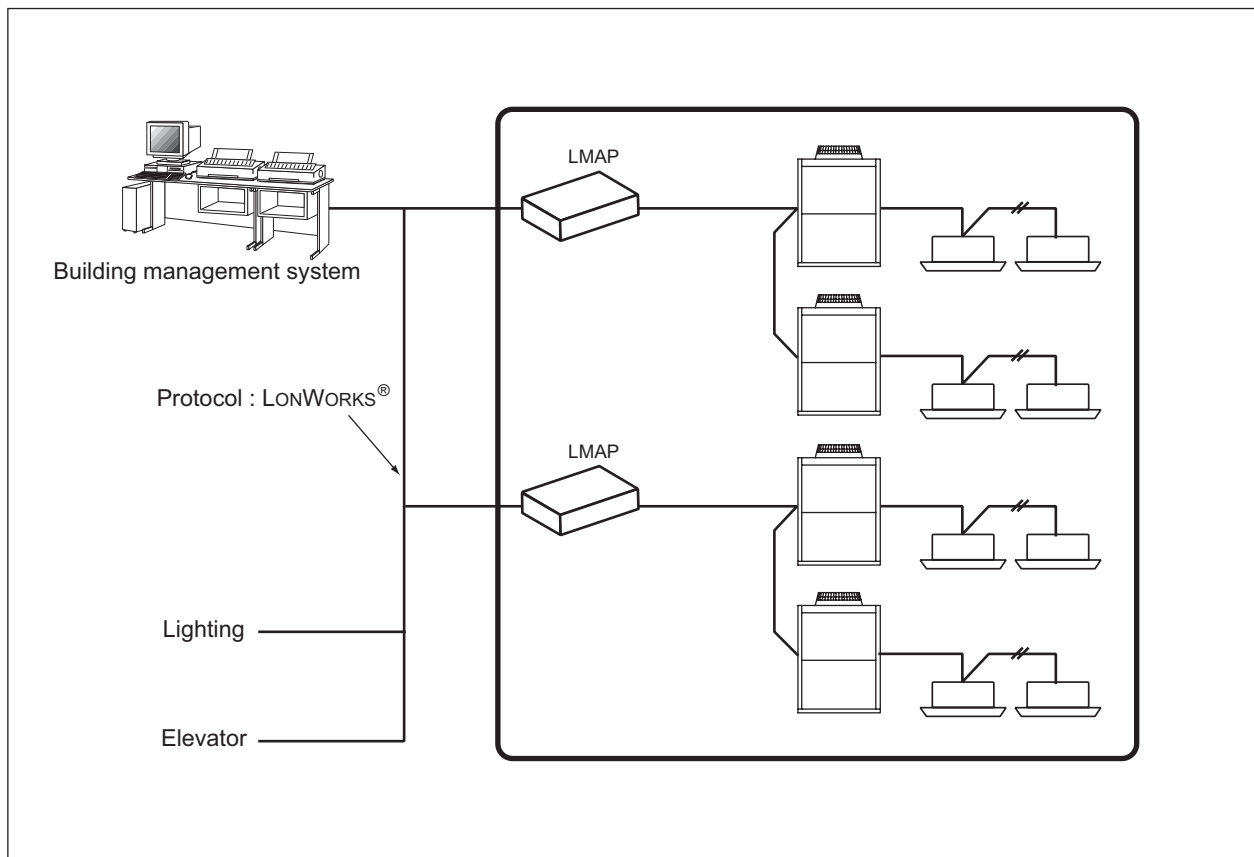 LMAP
Building management system
Protocol : LONWORKS®
LMAP
Lighting
Elevator